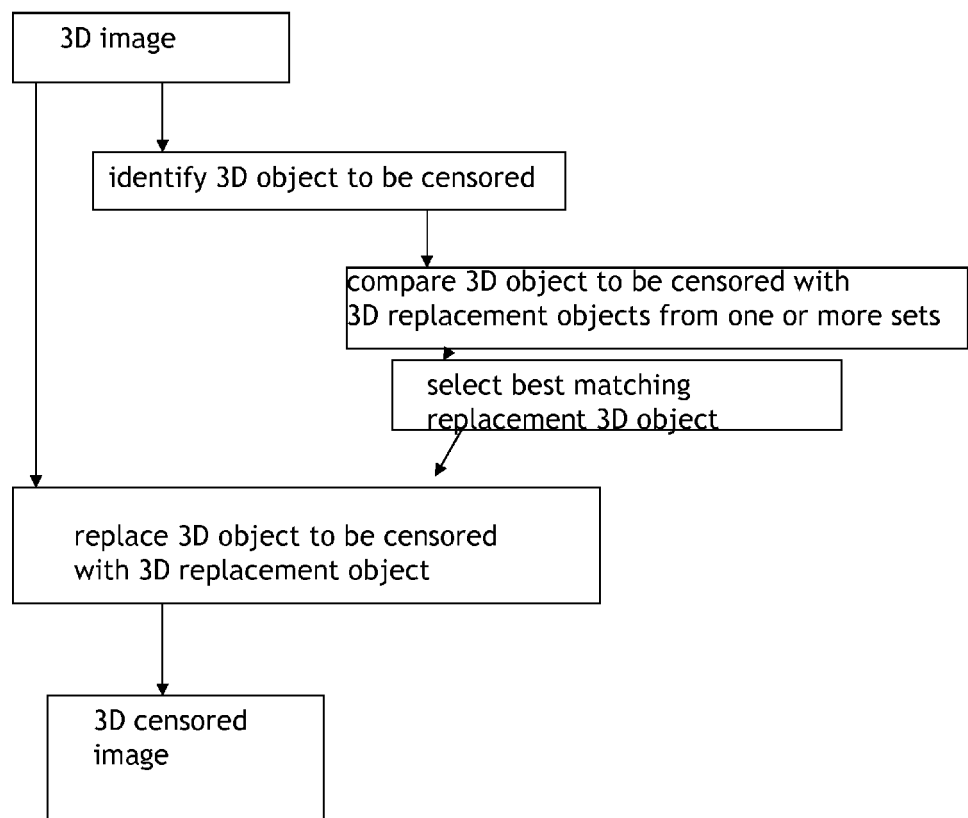 3D image
identify 3D object to be censored
compare 3D object to be censored with
3D replacement objects from one or more sets
select best matching
replacement 3D object
replace 3D object to be censored
with 3D replacement object
3D censored
image